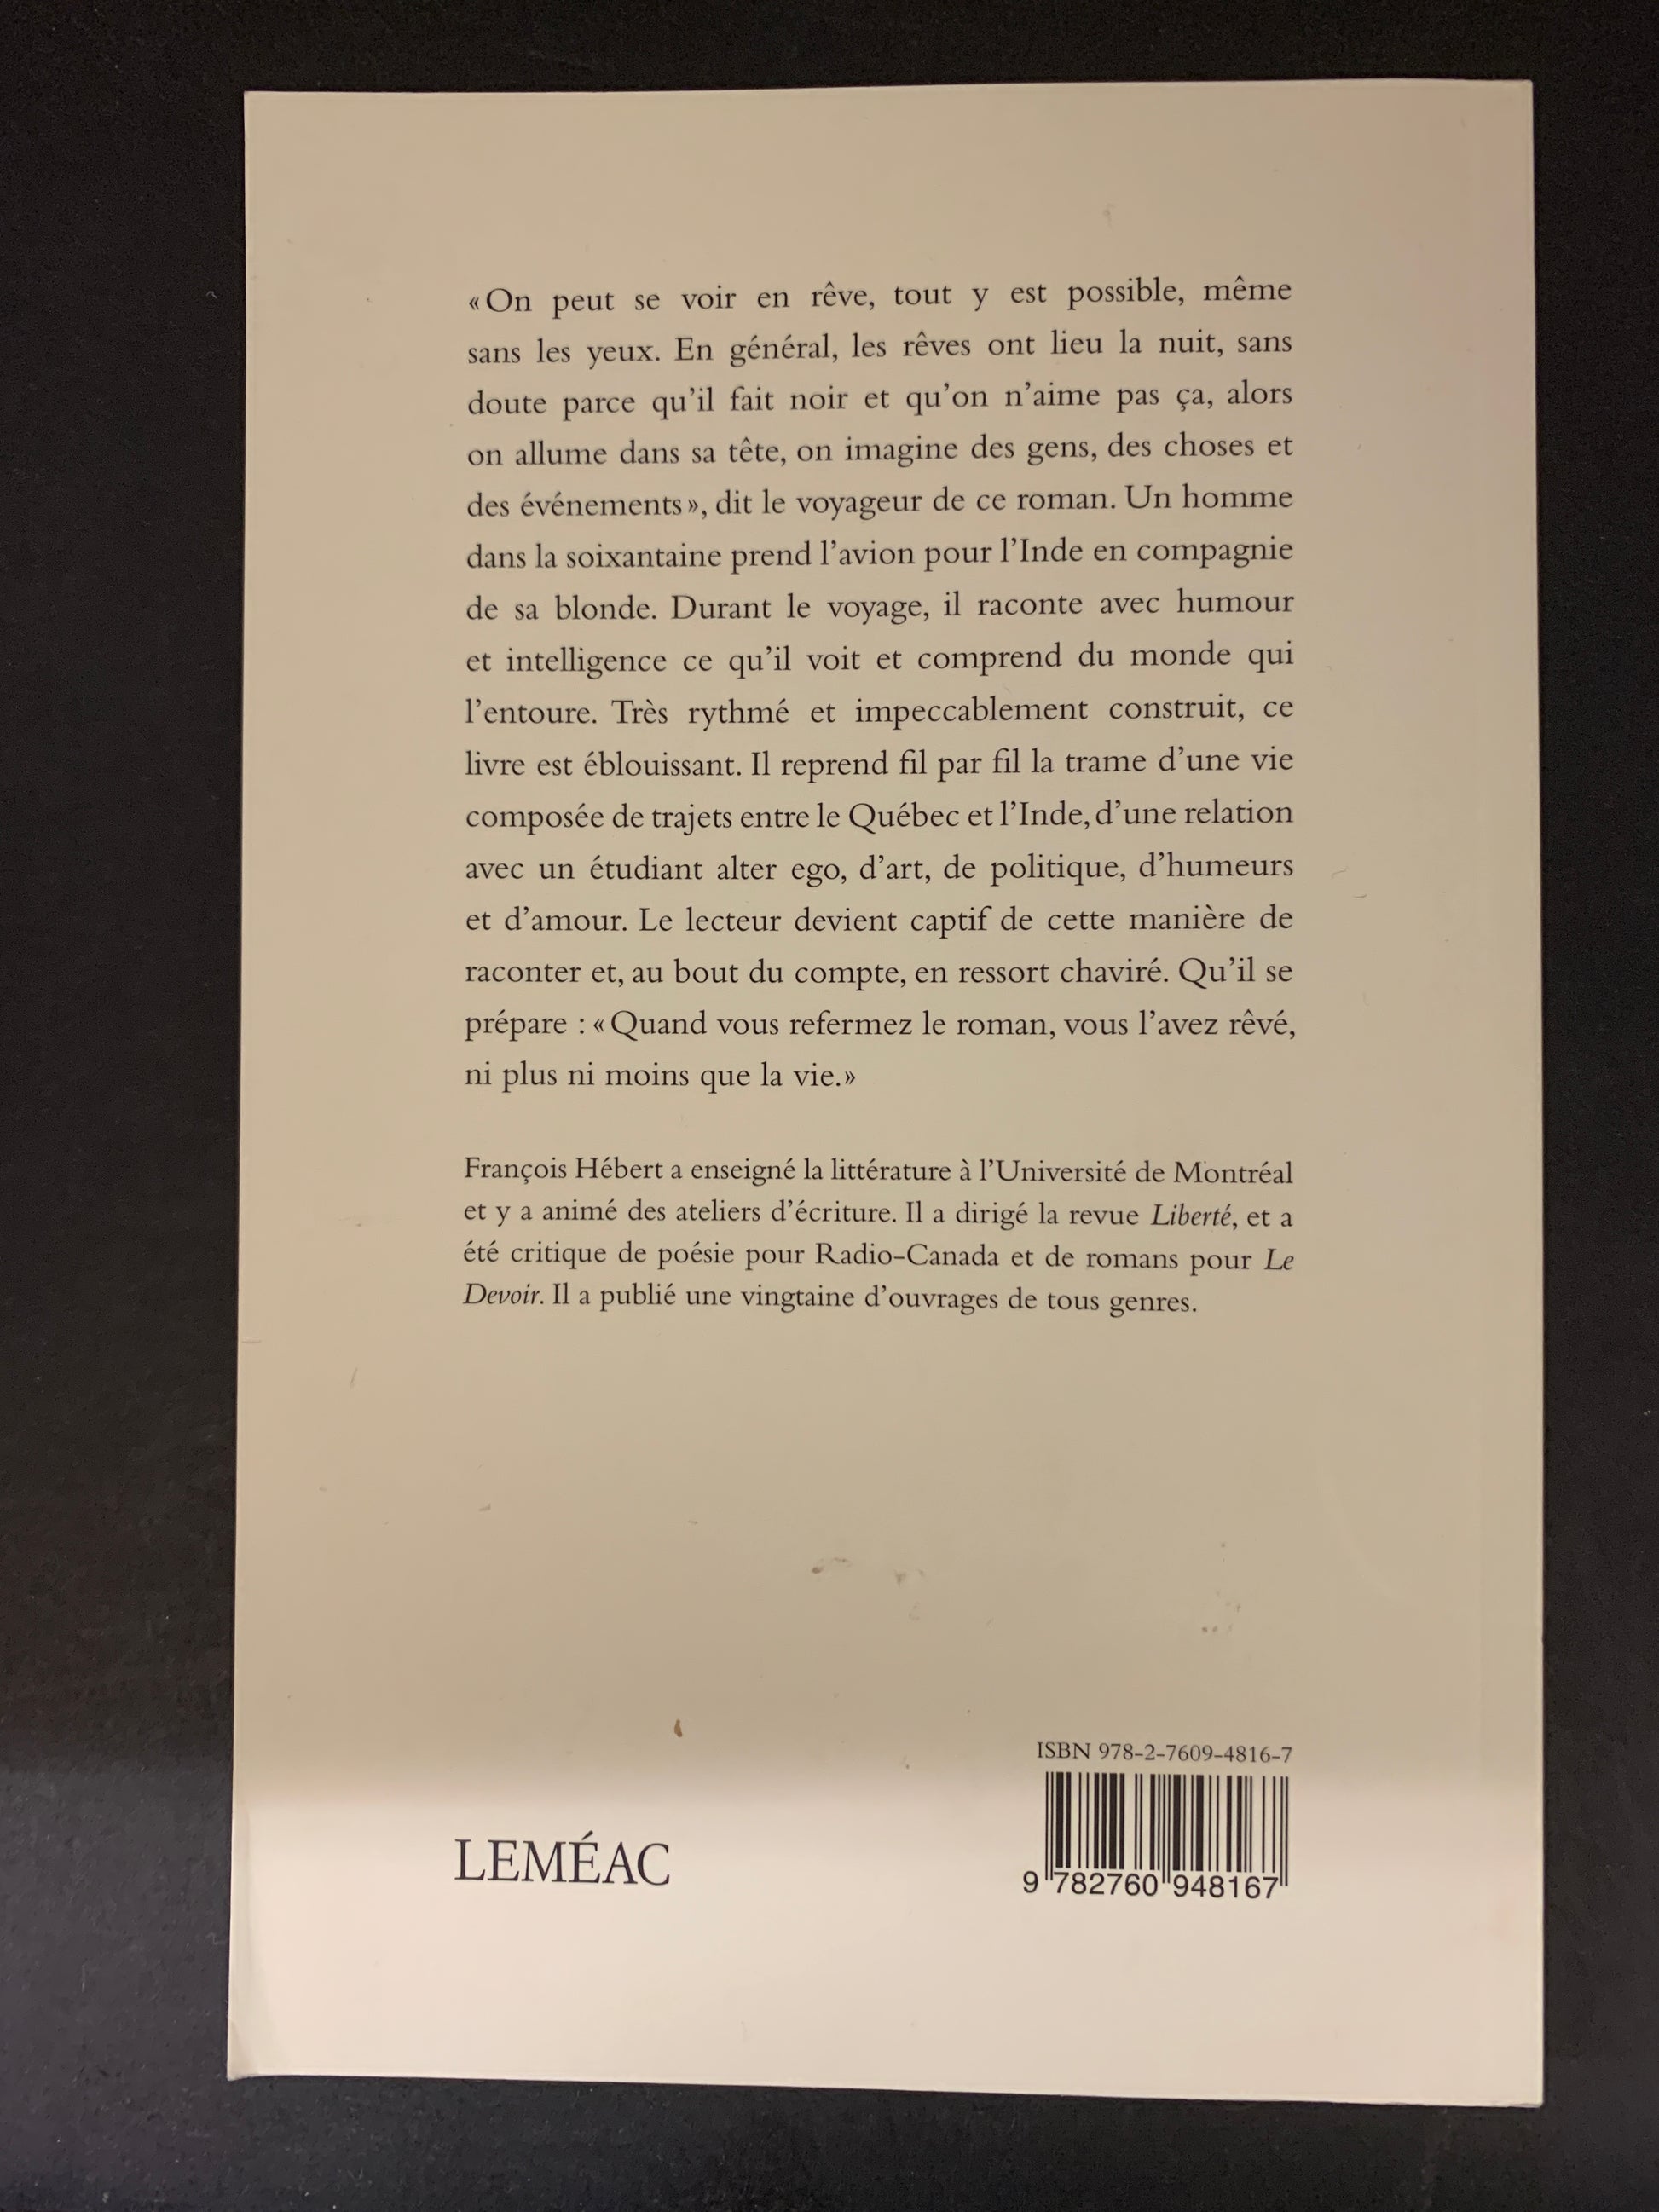 «On peut se voir en rêve, tout y est possible, même
sans les yeux. En général, les rêves ont lieu la nuit, sans
doute parce qu'il fait noir et qu'on n'aime pas ça, alors
on allume dans sa tête, on imagine des gens, des choses et
des événements», dit le voyageur de ce roman. Un homme
dans la soixantaine prend l'avion pour l'Inde en compagnie
de sa blonde. Durant le voyage, il raconte avec humour
et intelligence ce qu'il voit et comprend du monde qui
l'entoure. Très rythmé et impeccablement construit, ce
livre est éblouissant. Il reprend fil par fil la trame d'une vie
composée de trajets entre le Québec et l'Inde, d'une relation
avec un étudiant alter ego, d'art, de politique, d'humeurs
et d'amour. Le lecteur devient captif de cette manière de
raconter et, au bout du compte, en ressort chaviré. Qu'il se
prépare : «Quand vous refermez le roman, vous l'avez rêvé,
ni plus ni moins que la vie.»
François Hébert a enseigné la littérature à l'Université de Montréal
et y a animé des ateliers d'écriture. Il a dirigé la revue Liberté, et a
été critique de poésie pour Radio-Canada et de romans pour Le
Devoir. Il a publié une vingtaine d'ouvrages de tous genres.
ISBN 978-2-7609-4816-7
LEMÉAC
9 782760 948167